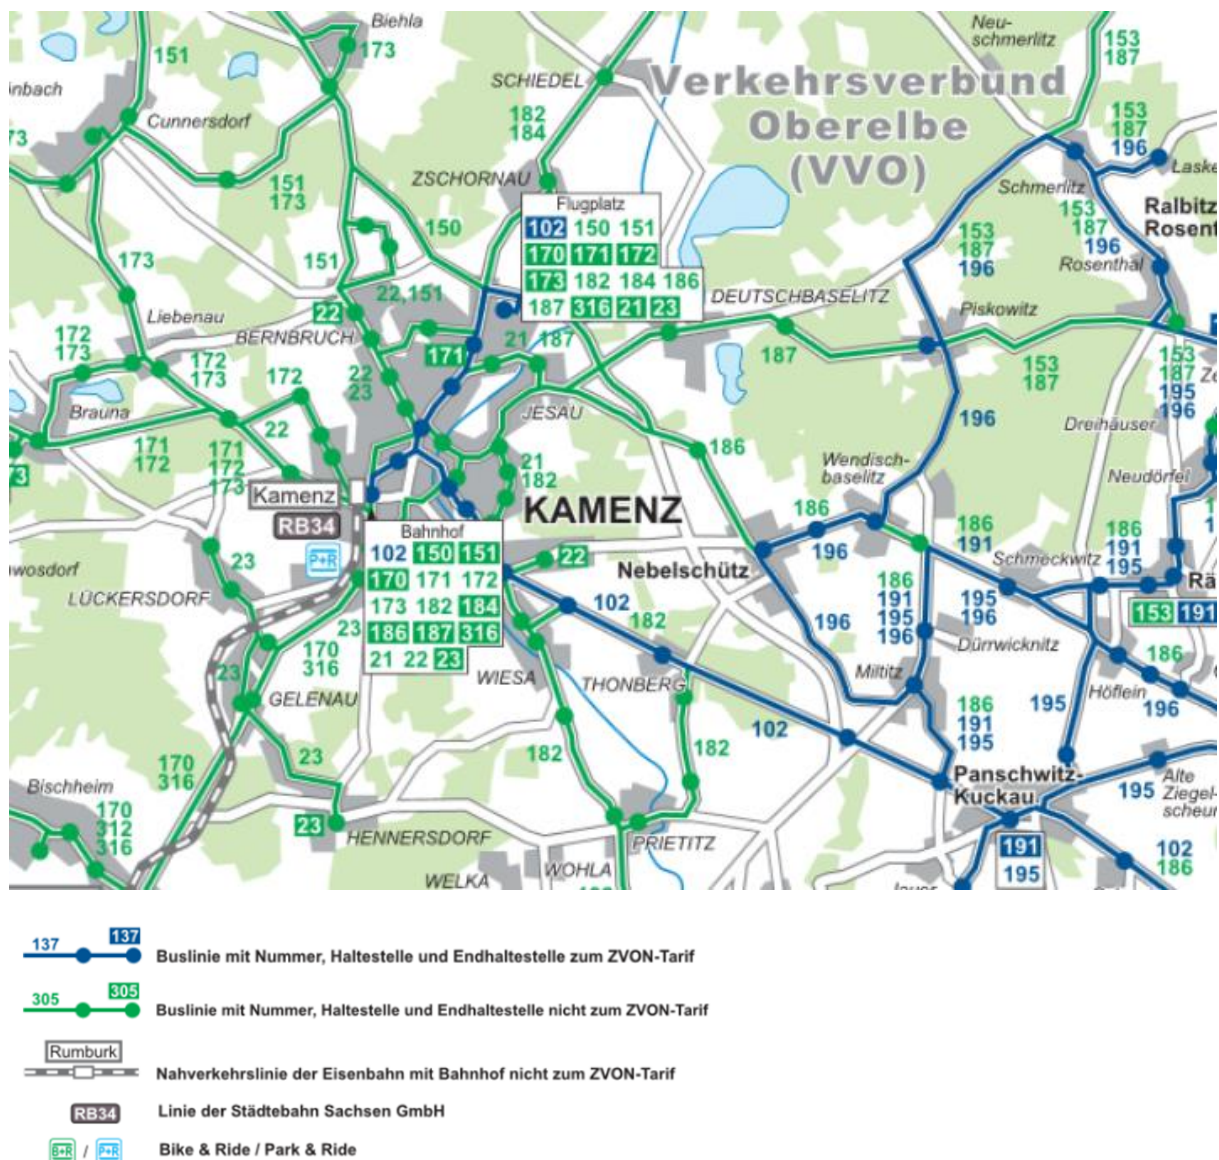 Biehla
173
151
Neu-
schmerlitz
153
187
SCHIEDEL
Verkehrsverbund
Oberelbe
(VVO)
inbach
Cunnersdorf
73
182
184
153
187
196
Laske
151
173
ZSCHORNAU
Schmerlitz
Ralbitz
Rosent
150
Flugplatz
102 150 151
170 171 172
173 182 184 186
187 316 21 23
153
187
196
153
187
196
Rosenthal
173
151
22,151
22
DEUTSCHBASELITZ
Piskowitz
Liebenau
BERNBRUCH
172
173
171
21
187
187
153
187
153
187
195
196
172
173
172
22
23
Brauna
JESAU
196
Dreihäuser
22
171
172
171
172
173
186
Wendisch-
baselitz
Neudörfel
3
21
182
Kamenz
RB34
P+R
KAMENZ
186
196
186
191
186
191
195
Schmeckwitz
Bahnhof
102 150 151
170 171 172
173 182 184
186 187 316
21 22 23
22
Nebelschütz
wosdorf
23
LÜCKERSDORF
102
182
186
191
195
196
195
196
Rä
153 191
23
170
316
23
WIESA
THONBERG
196
Dürrwicknitz
Miltitz
186
Höflein
GELENAU
102
186
191
195
195
196
23
182
182
170
316
Bischheim
Panschwitz-
Kuckau
195
Alte
Ziegel-
scheur
170
312
316
23
HENNERSDORF
PRIETITZ
191
195
102
186
WOHLA
WELKA
137 137 Buslinie mit Nummer, Haltestelle und Endhaltestelle zum ZVON-Tarif
305 305 Buslinie mit Nummer, Haltestelle und Endhaltestelle nicht zum ZVON-Tarif
Rumburk
Nahverkehrslinie der Eisenbahn mit Bahnhof nicht zum ZVON-Tarif
RB34 Linie der Städtebahn Sachsen GmbH
B+R / P+R Bike & Ride / Park & Ride